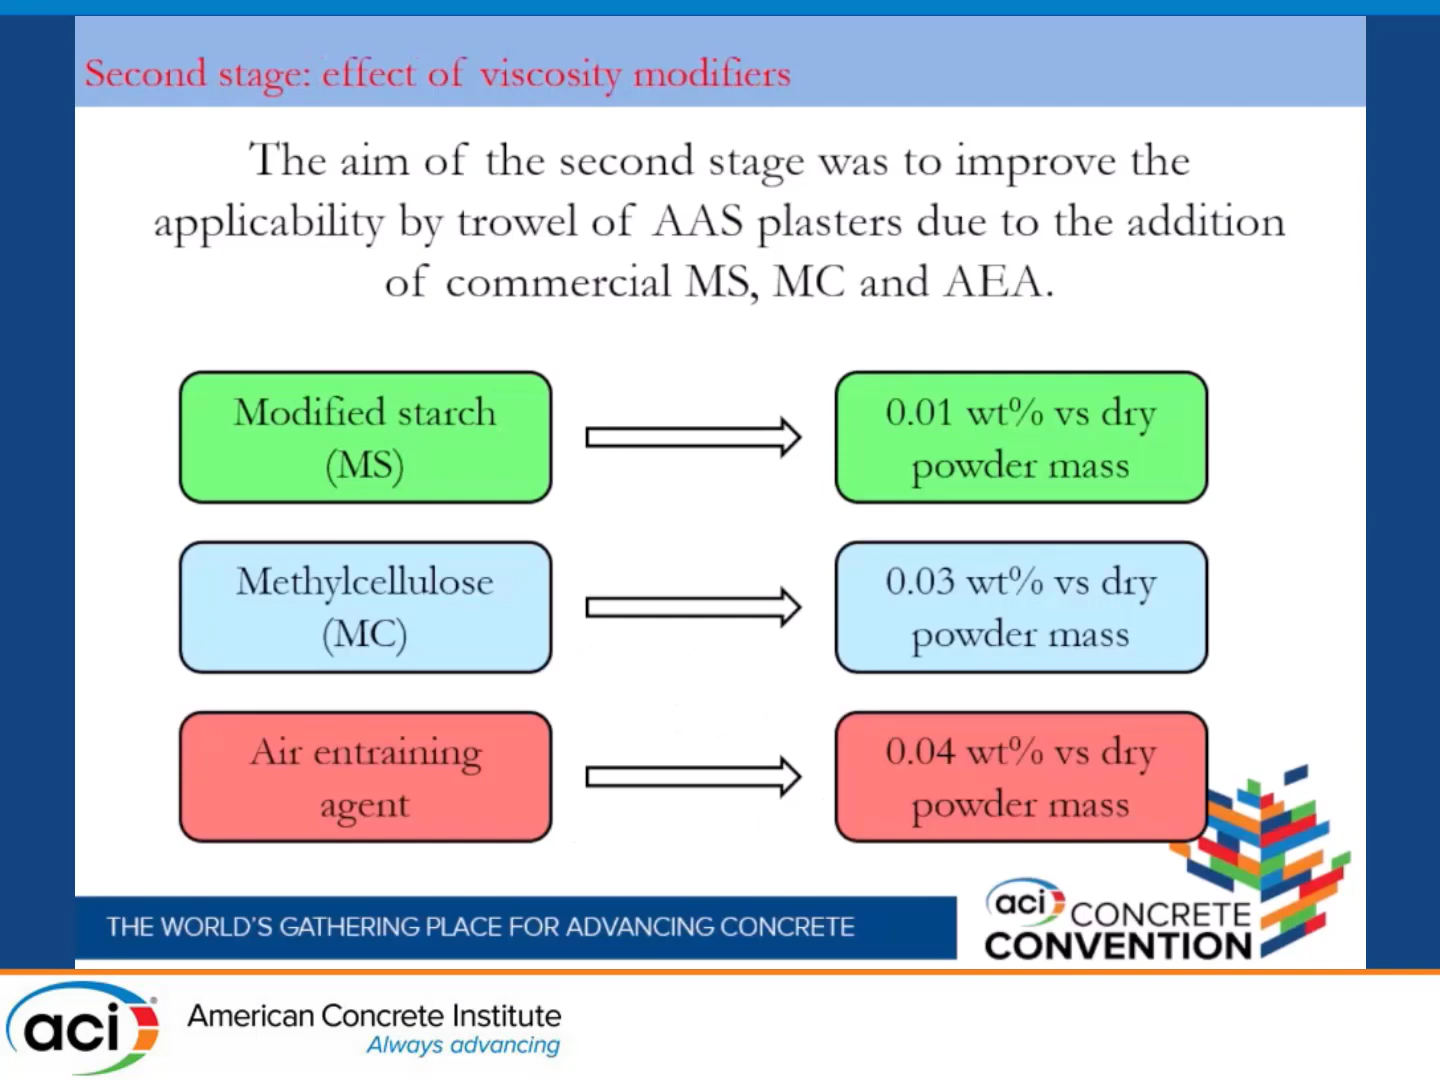 Second stage: effect of viscosity modifiers
The aim of the second stage was to improve the
applicability by trowel of AAS plasters due to the addition
of commercial MS, MC and AEA.
Modified starch
(MS)
0.01 wt% vs dry
powder mass
Methylcellulose
(MC)
0.03 wt% vs dry
powder mass
Air entraining
agent
0.04 wt% vs dry
powder mass
THE WORLD'S GATHERING PLACE FOR ADVANCING CONCRETE
aci CONCRETE
CONVENTION
aci
American Concrete Institute
Always advancing